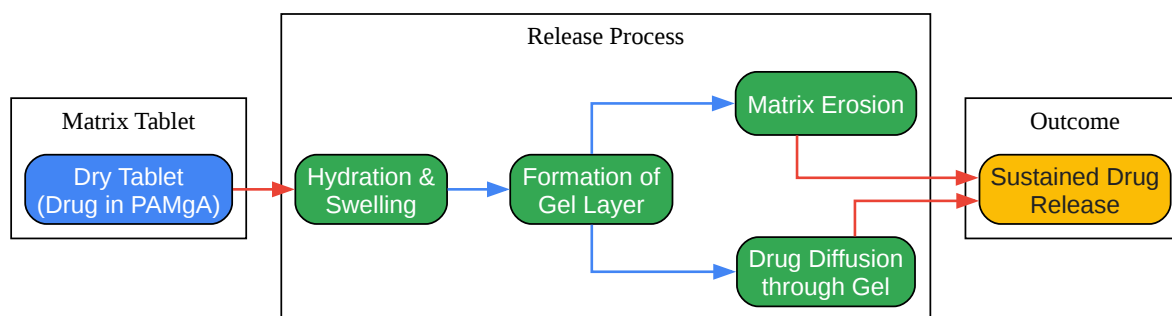 Release Process
Matrix Tablet
Dry Tablet
(Drug in PAMgA)
Hydration &
Swelling
Formation of
Gel Layer
Matrix Erosion
Drug Diffusion
through Gel
Outcome
Sustained Drug
Release